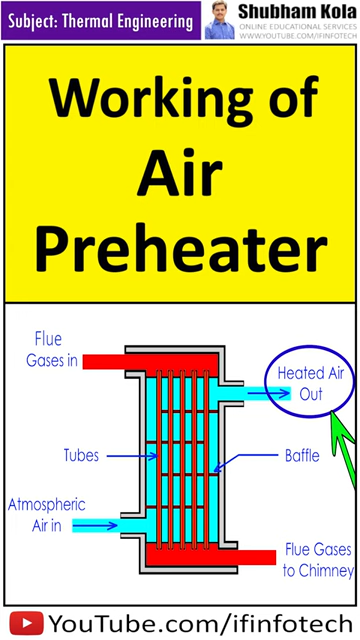 Subject: Thermal Engineering
Shubham Kola
ONLINE EDUCATIONAL SERVICES
WWW.YOUTUBE.COM/IFINFOTECH
Working of
Air
Preheater
Flue
Gases in
Heated Air
Out
Tubes
Baffle
Atmospheric
Air in
Flue Gases
to Chimney
YouTube.com/ifinfotech